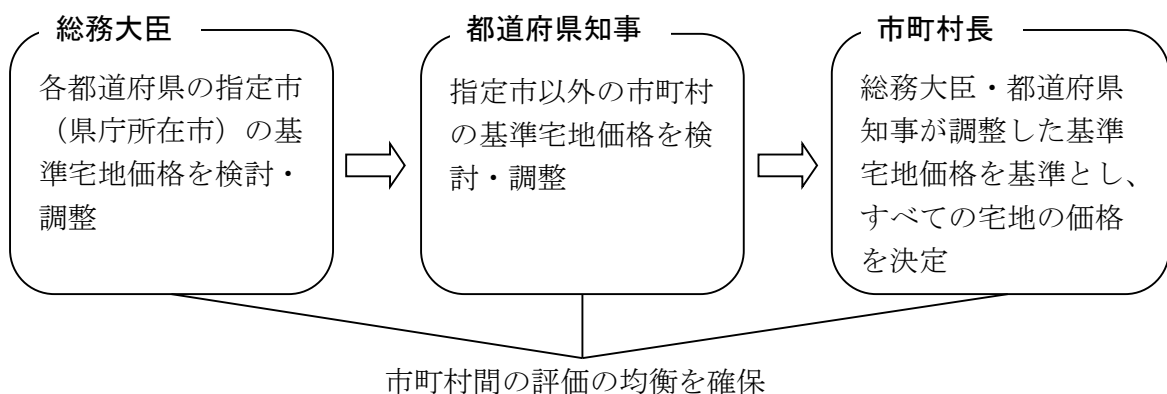 総務大臣
各都道府県の指定市
（県庁所在市）の基
準宅地価格を検討・
調整
都道府県知事
指定市以外の市町村
の基準宅地価格を検
討・調整
市町村長
総務大臣・都道府県
知事が調整した基準
宅地価格を基準とし、
すべての宅地の価格
を決定
市町村間の評価の均衡を確保